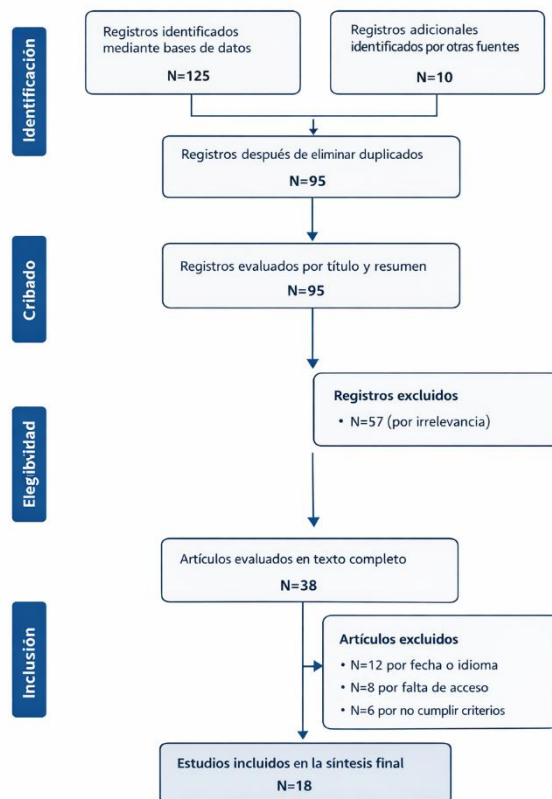 Identificación
Registros identificados
mediante bases de datos
N=125
Registros adicionales
identificados por otras fuentes
N=10
Registros después de eliminar duplicados
N=95
Cribado
Registros evaluados por título y resumen
N=95
Registros excluidos
• N=57 (por irrelevancia)
Elegibvidad
Artículos evaluados en texto completo
N=38
Inclusión
Artículos excluidos
• N=12 por fecha o idioma
• N=8 por falta de acceso
• N=6 por no cumplir criterios
Estudios incluidos en la síntesis final
N=18